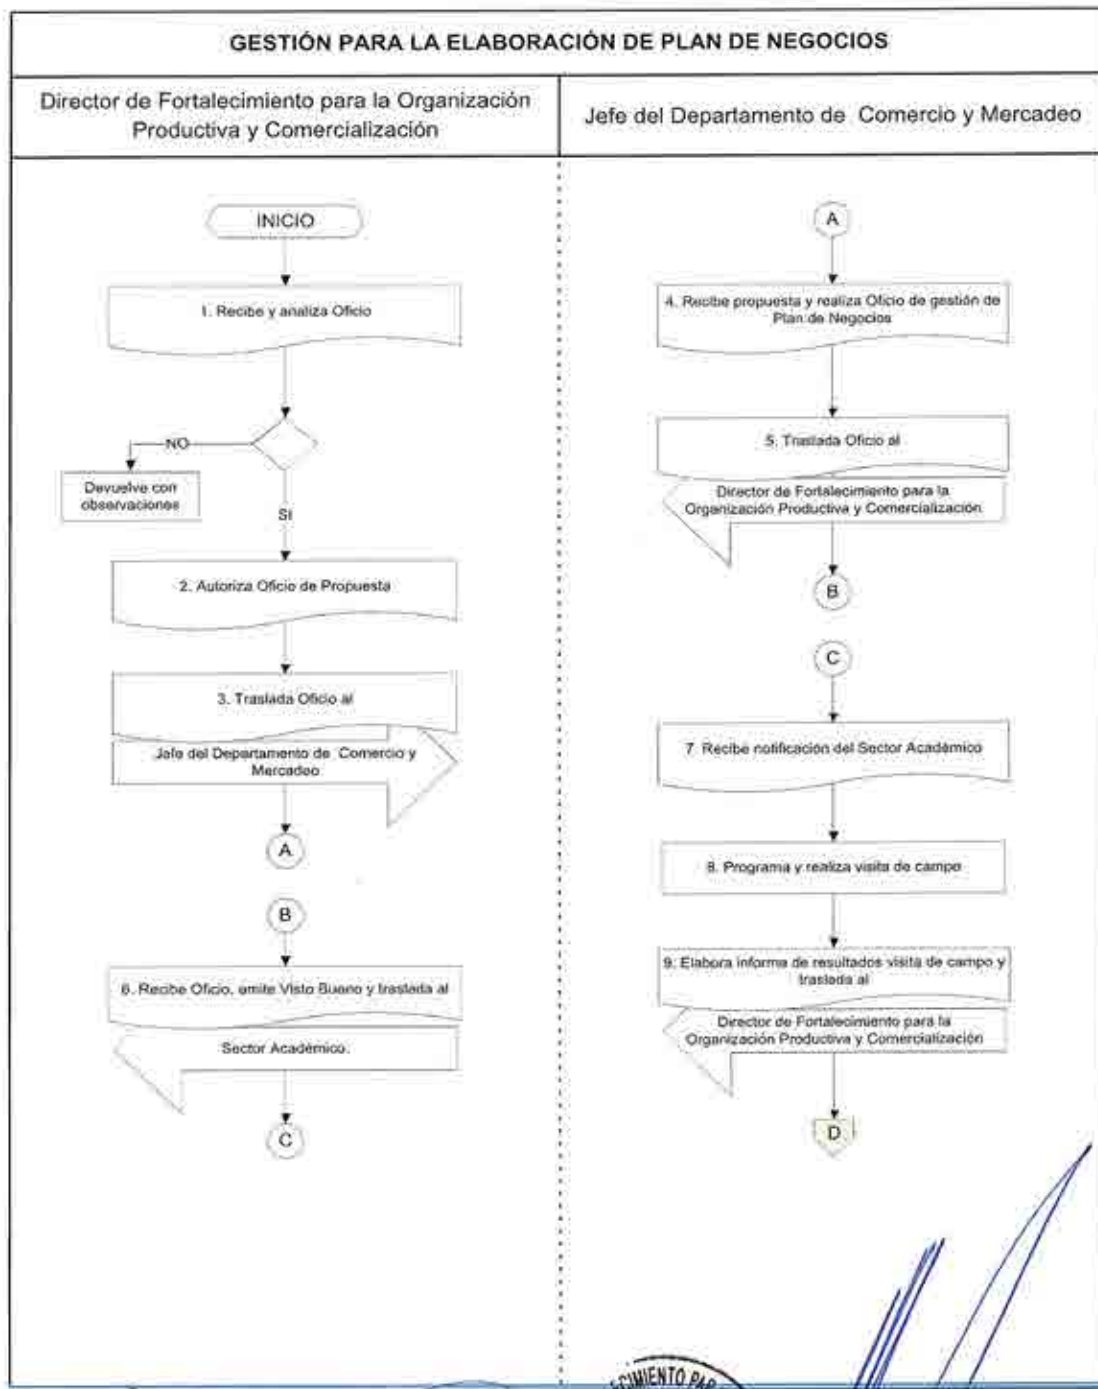 GESTIÓN PARA LA ELABORACIÓN DE PLAN DE NEGOCIOS
Director de Fortalecimiento para la Organización
Productiva y Comercialización
Jefe del Departamento de Comercio y Mercadeo
INICIO
1. Recibe y analiza Oficio
NO
Devuelve con
observaciones
SI
2. Autoriza Oficio de Propuesta
3. Traslada Oficio al
Jefe del Departamento de Comercio y
Mercadeo
A
B
6. Recibe Oficio, emite Visto Bueno y traslada al
Sector Académico.
C
A
4. Recibe propuesta y realiza Oficio de gestión de
Plan de Negocios
5. Traslada Oficio al
Director de Fortalecimiento para la
Organización Productiva y Comercialización
B
C
7. Recibe notificación del Sector Académico
8. Programa y realiza visita de campo
9. Elabora informe de resultados visita de campo y
traslada al
Director de Fortalecimiento para la
Organización Productiva y Comercialización
D